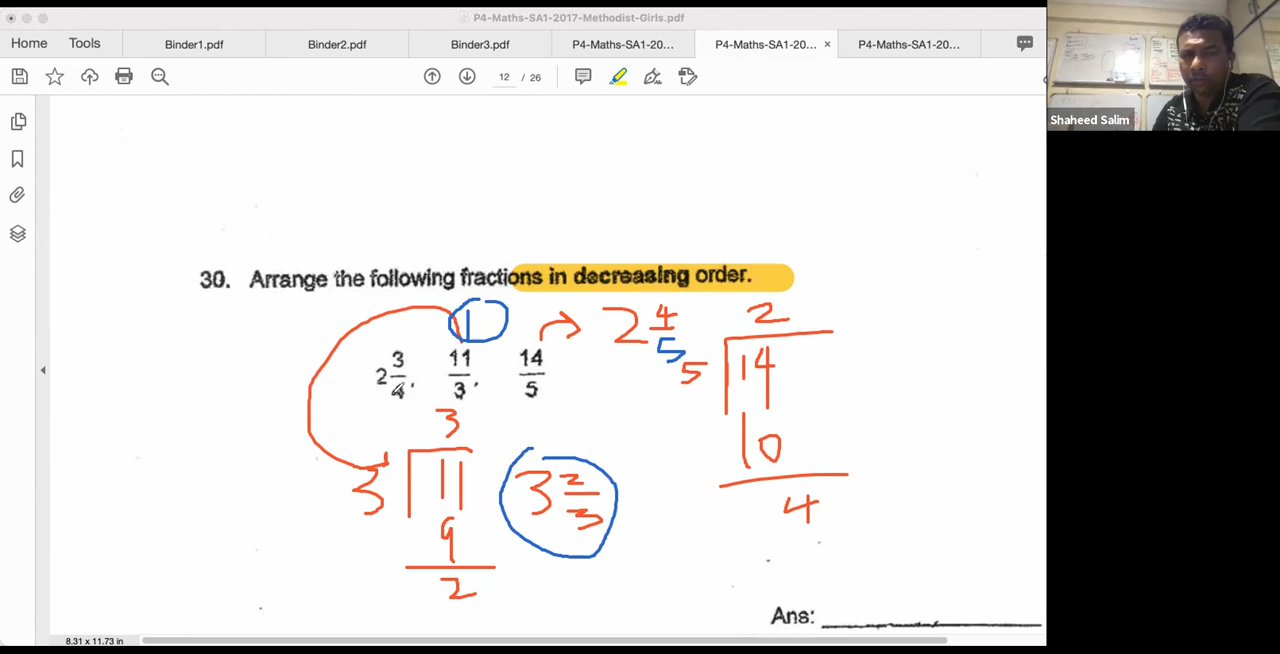 P4-Maths-SA1-2017-Methodist-Girls.pdf
Home Tools Binder1.pdf Binder2.pdf Binder3.pdf P4-Maths-SA1-20... P4-Maths-SA1-20... × P4-Maths-SA1-20...
12 / 26
Shaheed Salim
30. Arrange the following fractions in decreasing order.
1
2 3/4, 11/3, 14/5
2 4/5
2
5 14
10
4
3
3 11
9
2
3 2/3
Ans:
8.31 x 11.73 in